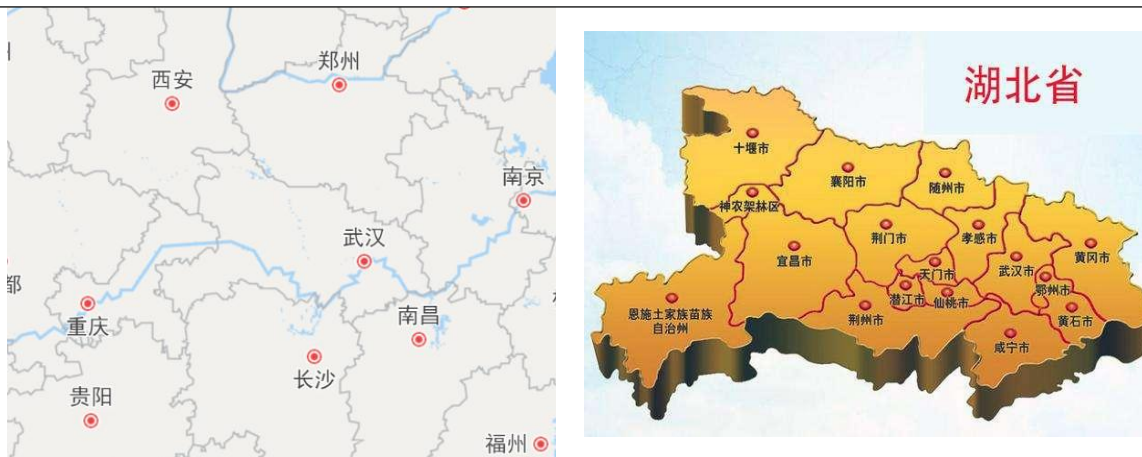 郑州
西安
南京
武汉
都
重庆
南昌
长沙
贵阳
福州
湖北省
十堰市
襄阳市
随州市
神农架林区
荆门市
孝感市
黄冈市
宜昌市
武汉市
天门市
鄂州市
潜江市
仙桃市
恩施土家族苗族
自治州
荆州市
黄石市
咸宁市